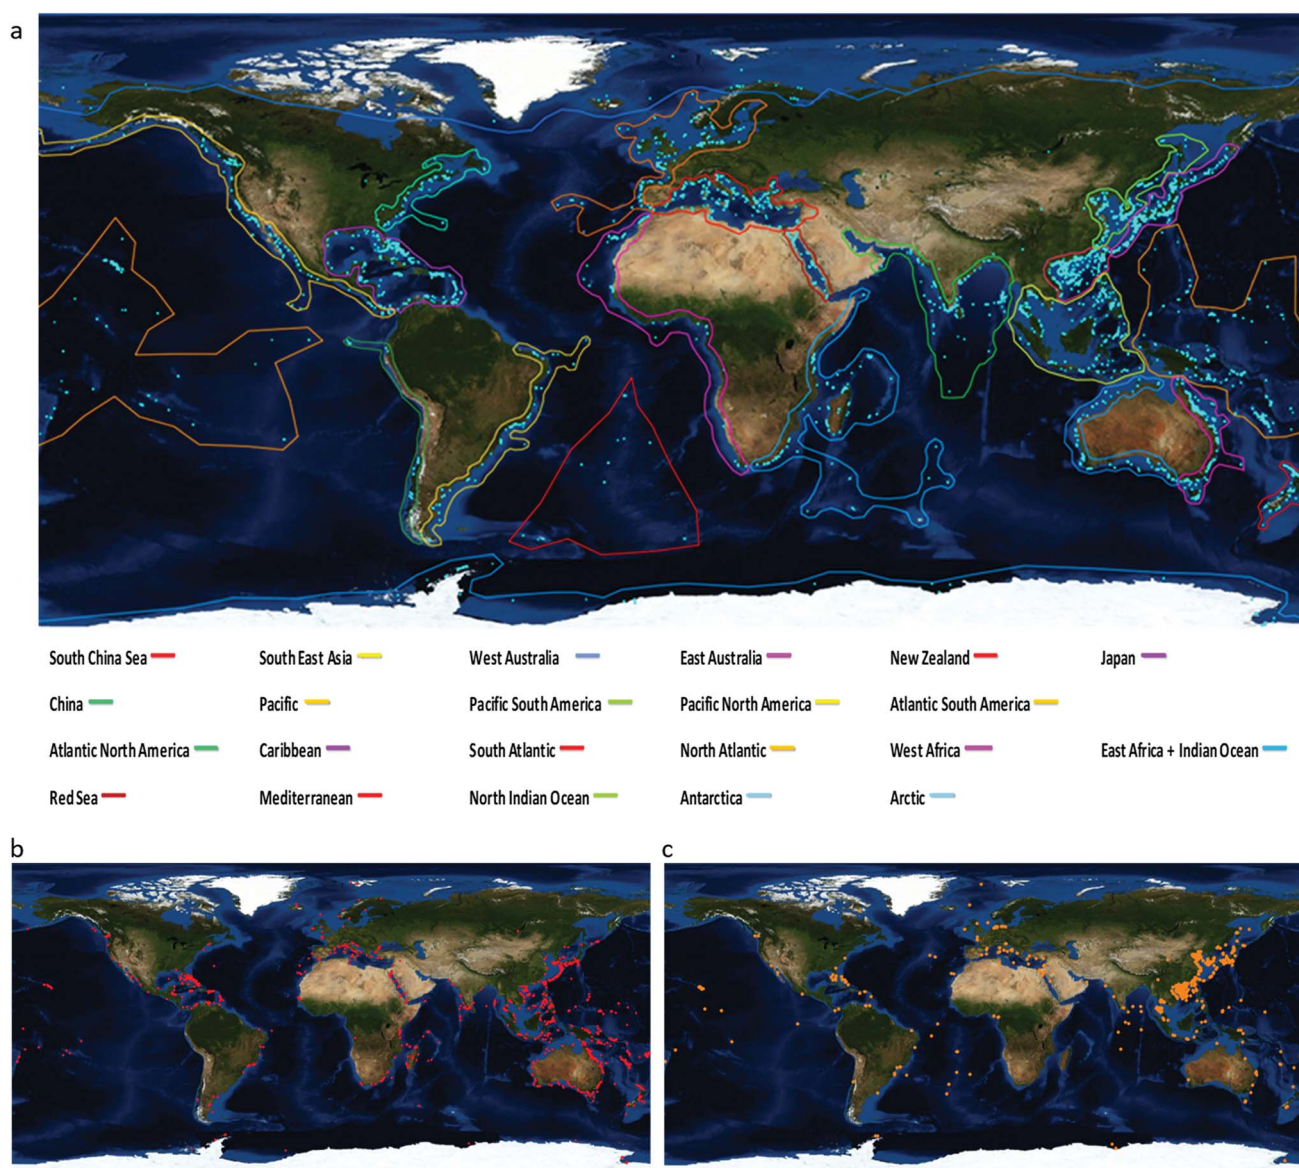 a
South China Sea South East Asia West Australia East Australia New Zealand Japan
China Pacific Pacific South America Pacific North America Atlantic South America
Atlantic North America Caribbean South Atlantic North Atlantic West Africa East Africa + Indian Ocean
Red Sea Mediterranean North Indian Ocean Antarctica Arctic
b c